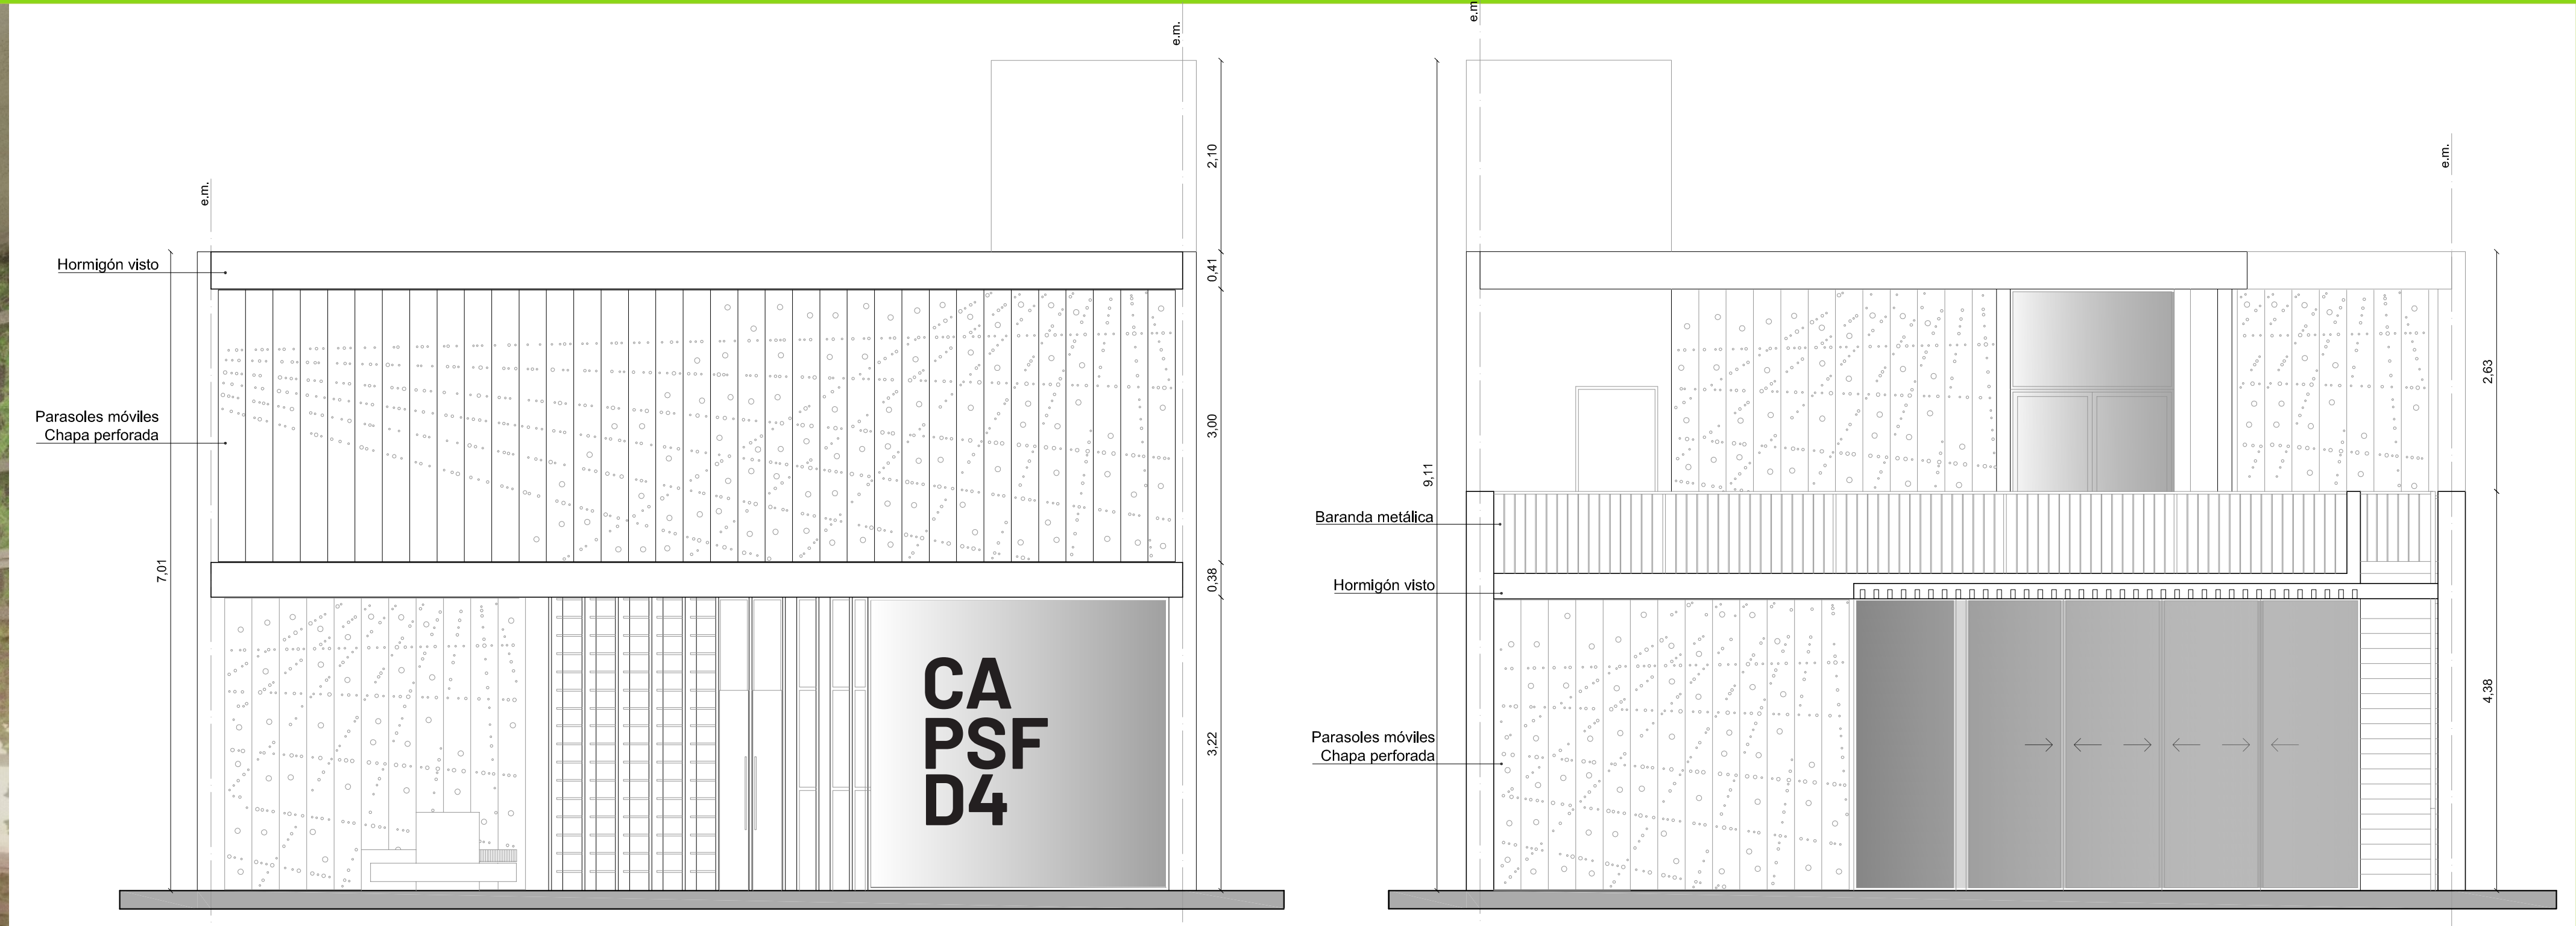 e.m.
e.m.
2,10
Hormigón visto
0,41
Parasoles móviles
Chapa perforada
3,00
7,01
0,38
3,22
CA
PSF
D4
e.m.
e.m.
2,63
9,11
Baranda metálica
Hormigón visto
4,38
Parasoles móviles
Chapa perforada